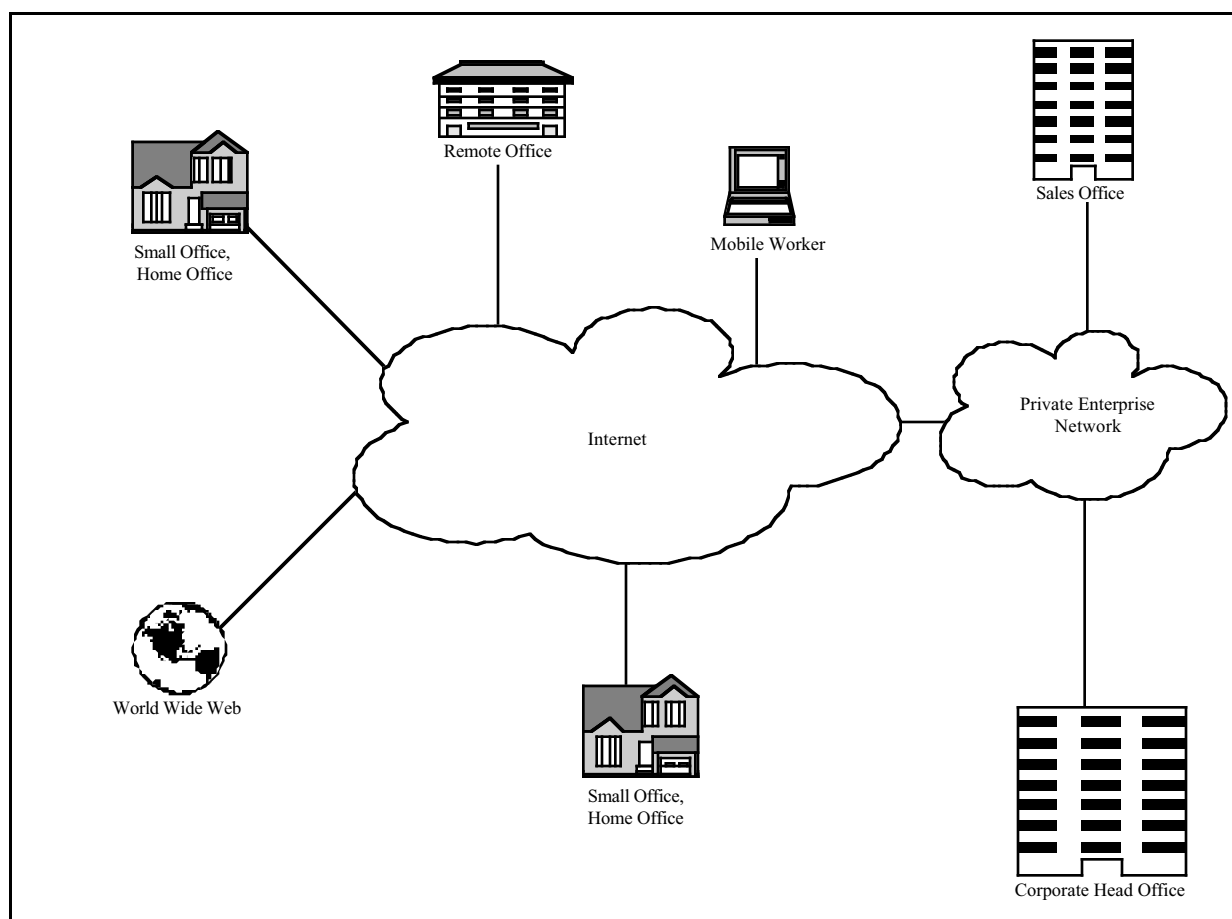 Remote Office
Sales Office
Mobile Worker
Small Office,
Home Office
Private Enterprise
Network
Internet
World Wide Web
Small Office,
Home Office
Corporate Head Office